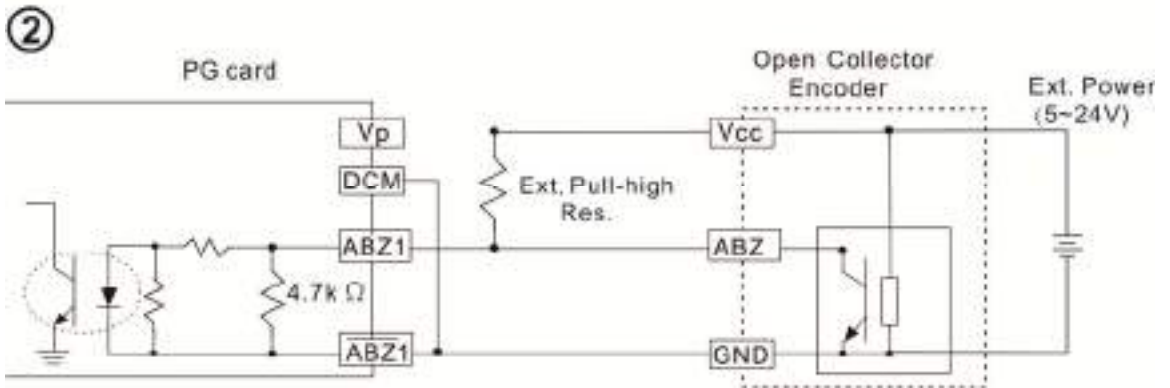 ②
PG card
Open Collector
Encoder
Ext. Power
(5~24V)
Vp
Vcc
DCM
Ext. Pull-high
Res.
ABZ1
ABZ
4.7k Ω
A̅B̅Z̅1̅
GND